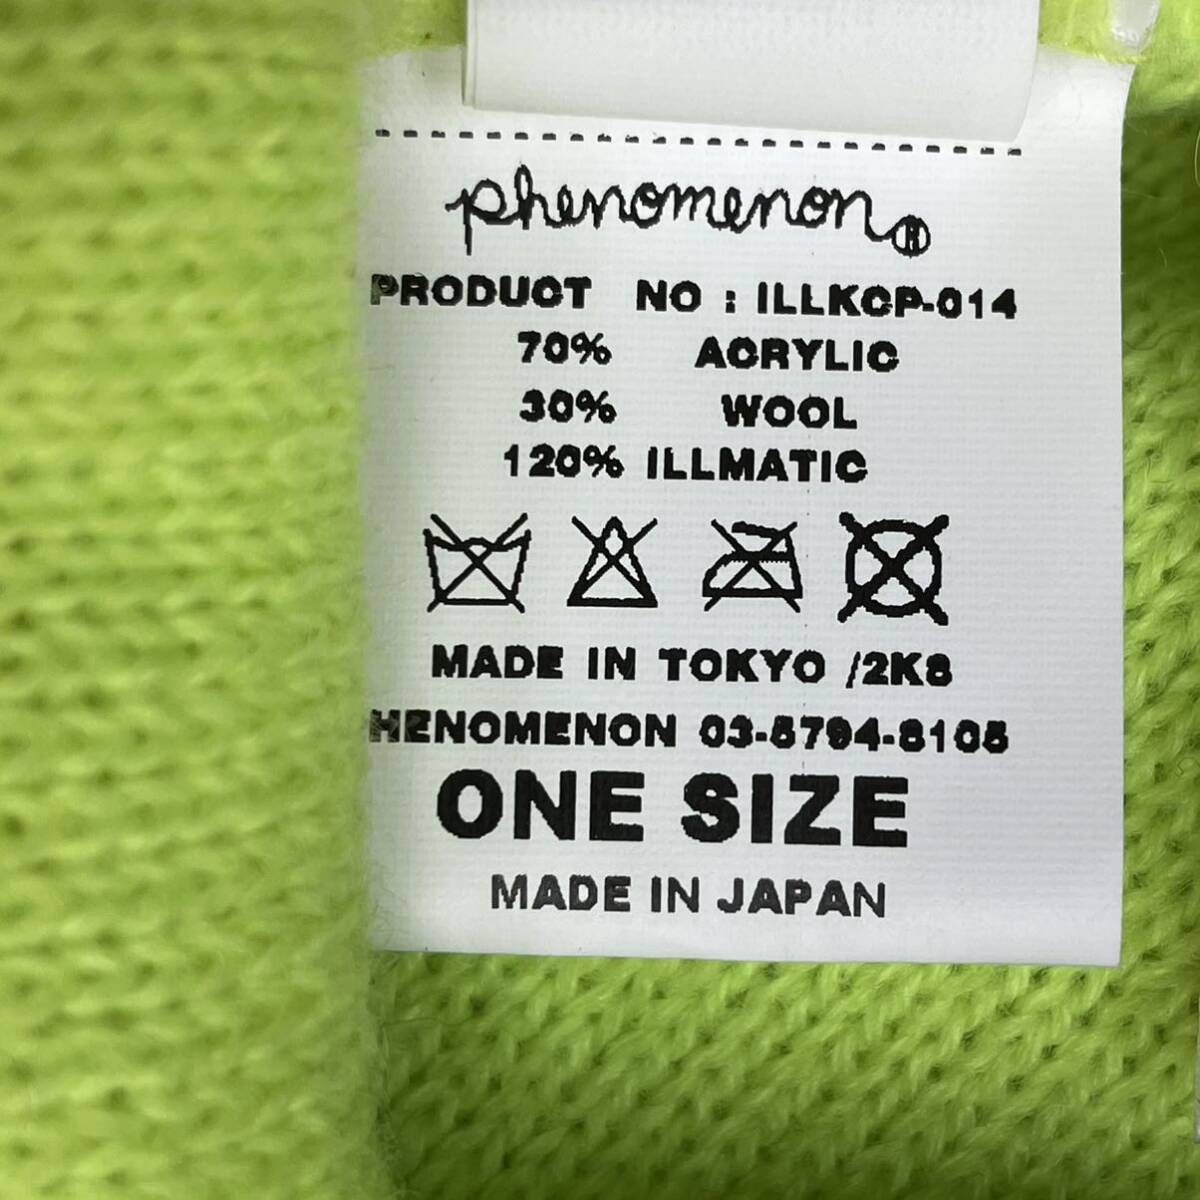 phenomenon®
PRODUCT NO : ILLKCP-014
70% ACRYLIC
30% WOOL
120% ILLMATIC
MADE IN TOKYO /2K8
HENOMENON 03-5794-8105
ONE SIZE
MADE IN JAPAN